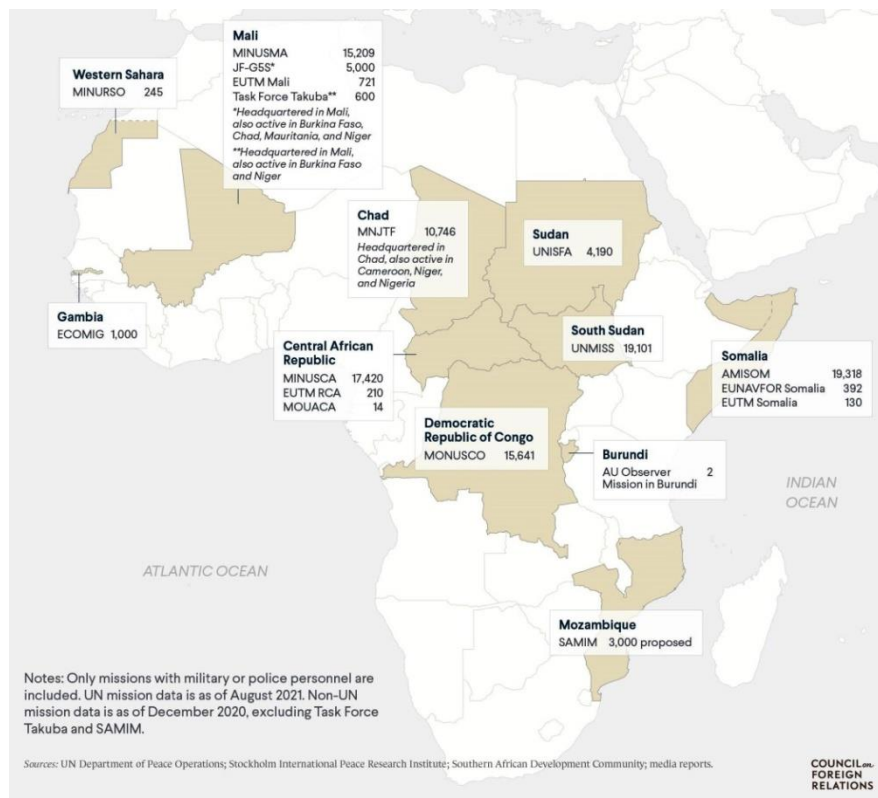 Mali
MINUSMA 15,209
JF-G5S* 5,000
EUTM Mali 721
Task Force Takuba** 600
*Headquartered in Mali,
also active in Burkina Faso,
Chad, Mauritania, and Niger
**Headquartered in Mali,
also active in Burkina Faso
and Niger
Western Sahara
MINURSO 245
Chad
MNJTF 10,746
Headquartered in
Chad, also active in
Cameroon, Niger,
and Nigeria
Sudan
UNISFA 4,190
Gambia
ECOMIG 1,000
Central African
Republic
MINUSCA 17,420
EUTM RCA 210
MOUACA 14
South Sudan
UNMISS 19,101
Somalia
AMISOM 19,318
EUNAVFOR Somalia 392
EUTM Somalia 130
Democratic
Republic of Congo
MONUSCO 15,641
Burundi
AU Observer 2
Mission in Burundi
INDIAN
OCEAN
ATLANTIC OCEAN
Mozambique
SAMIM 3,000 proposed
Notes: Only missions with military or police personnel are
included. UN mission data is as of August 2021. Non-UN
mission data is as of December 2020, excluding Task Force
Takuba and SAMIM.
Sources: UN Department of Peace Operations; Stockholm International Peace Research Institute; Southern African Development Community; media reports.
COUNCIL on
FOREIGN
RELATIONS